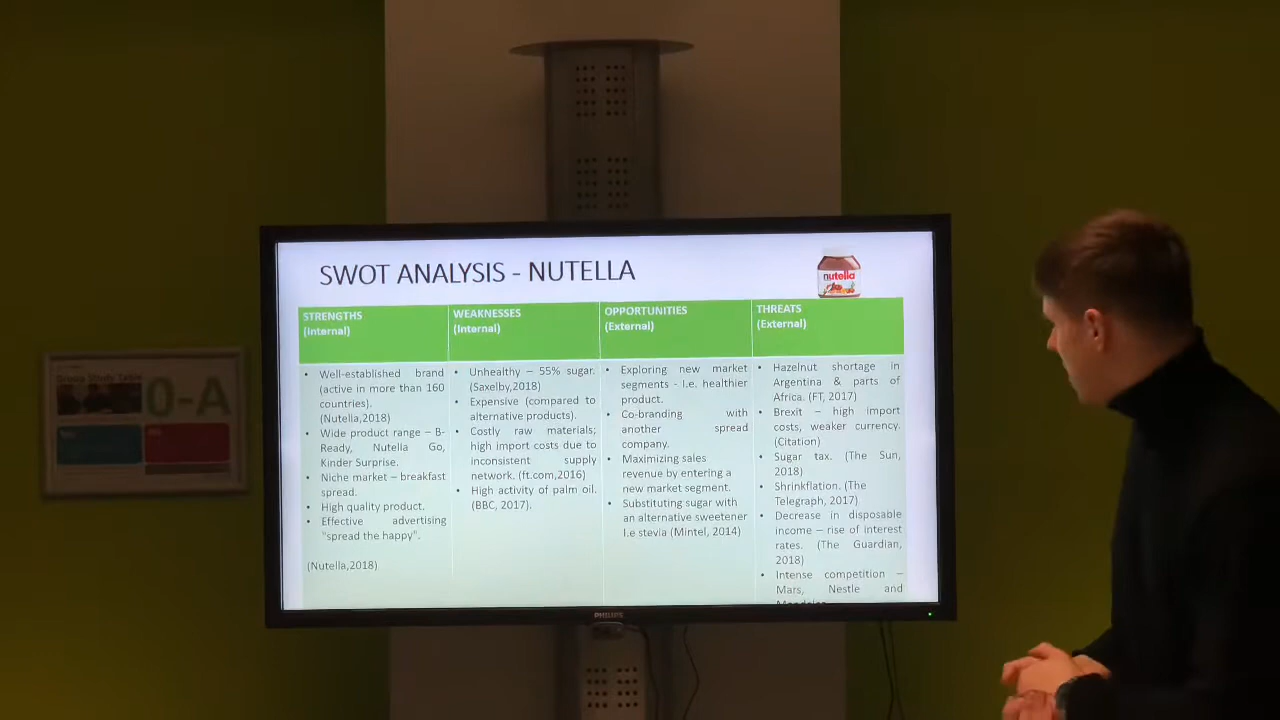 SWOT ANALYSIS - NUTELLA
nutella
STRENGTHS
(Internal)
• Well-established brand
(active in more than 160
countries).
(Nutella,2018)
• Wide product range – B-
Ready, Nutella Go,
Kinder Surprise.
• Niche market – breakfast
spread.
• High quality product.
• Effective advertising
"spread the happy".
(Nutella,2018)
WEAKNESSES
(Internal)
• Unhealthy – 55% sugar.
(Saxelby,2018)
• Expensive (compared to
alternative products).
• Costly raw materials;
high import costs due to
inconsistent supply
network. (ft.com,2016)
• High activity of palm oil.
(BBC, 2017).
OPPORTUNITIES
(External)
• Exploring new market
segments - I.e. healthier
product.
• Co-branding with
another spread
company.
• Maximizing sales
revenue by entering a
new market segment.
• Substituting sugar with
an alternative sweetener
I.e stevia (Mintel, 2014)
THREATS
(External)
• Hazelnut shortage in
Argentina & parts of
Africa. (FT, 2017)
• Brexit – high import
costs, weaker currency.
(Citation)
• Sugar tax. (The Sun,
2018)
• Shrinkflation. (The
Telegraph, 2017)
• Decrease in disposable
income – rise of interest
rates. (The Guardian,
2018)
• Intense competition –
Mars, Nestle and
PHILIPS
Group Study Table
0-A